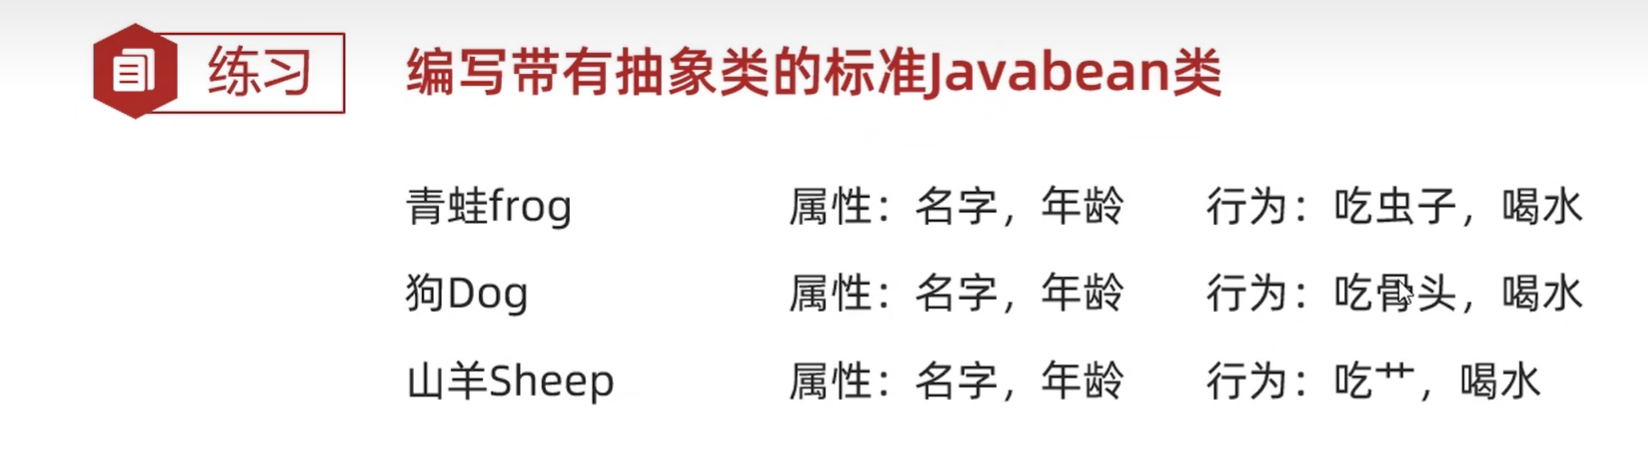 练习 编写带有抽象类的标准Javabean类
青蛙frog 属性：名字，年龄 行为：吃虫子，喝水
狗Dog 属性：名字，年龄 行为：吃骨头，喝水
山羊Sheep 属性：名字，年龄 行为：吃艹，喝水